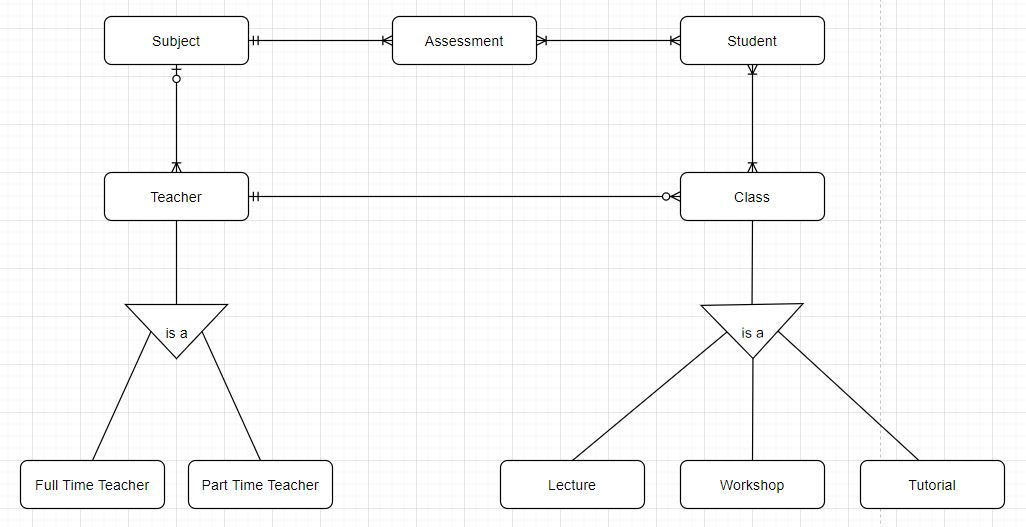 Subject
Assessment
Student
Teacher
Class
is a
is a
Full Time Teacher
Part Time Teacher
Lecture
Workshop
Tutorial